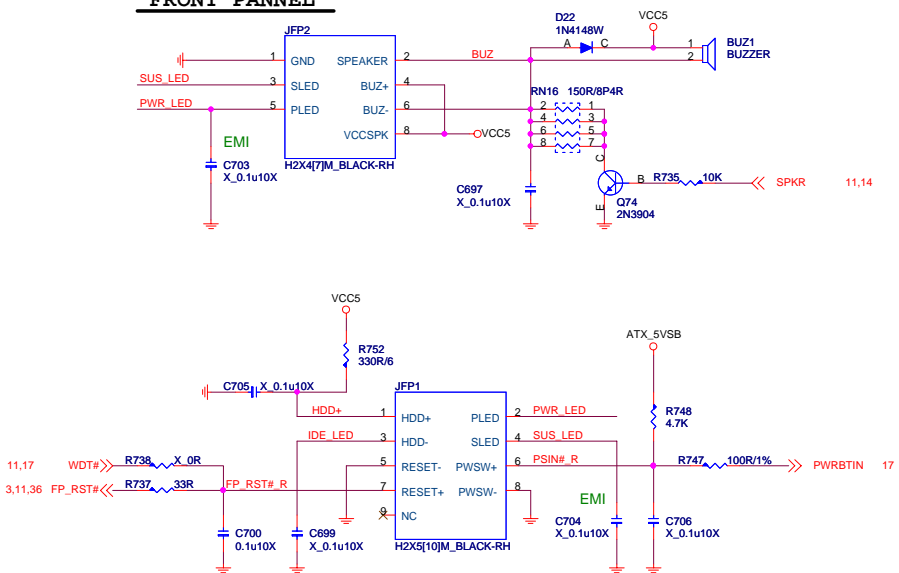 FRONT PANNEL
JFP2
1 GND SPEAKER 2 BUZ
SUS_LED 3 SLED BUZ+ 4
PWR_LED 5 PLED BUZ- 6
VCCSPK 8 VCC5
H2X4[7]M_BLACK-RH
EMI
C703
X_0.1u10X
D22
1N4148W
A C
VCC5
1
2
BUZ1
BUZZER
RN16 150R/8P4R
2 1
4 3
6 5
8 7
C697
X_0.1u10X
C
B
E
Q74
2N3904
R735 10K
SPKR 11,14
VCC5
R752
330R/6
C705 X_0.1u10X
JFP1
HDD+ 1 HDD+ PLED 2 PWR_LED
IDE_LED 3 HDD- SLED 4 SUS_LED
5 RESET- PWSW+ 6 PSIN#_R
FP_RST#_R 7 RESET+ PWSW- 8
9 NC
H2X5[10]M_BLACK-RH
11,17 WDT# R738 X_0R
3,11,36 FP_RST# R737 33R
C700
0.1u10X
C699
X_0.1u10X
ATX_5VSB
R748
4.7K
R747 100R/1% PWRBTIN 17
EMI
C704
X_0.1u10X
C706
X_0.1u10X